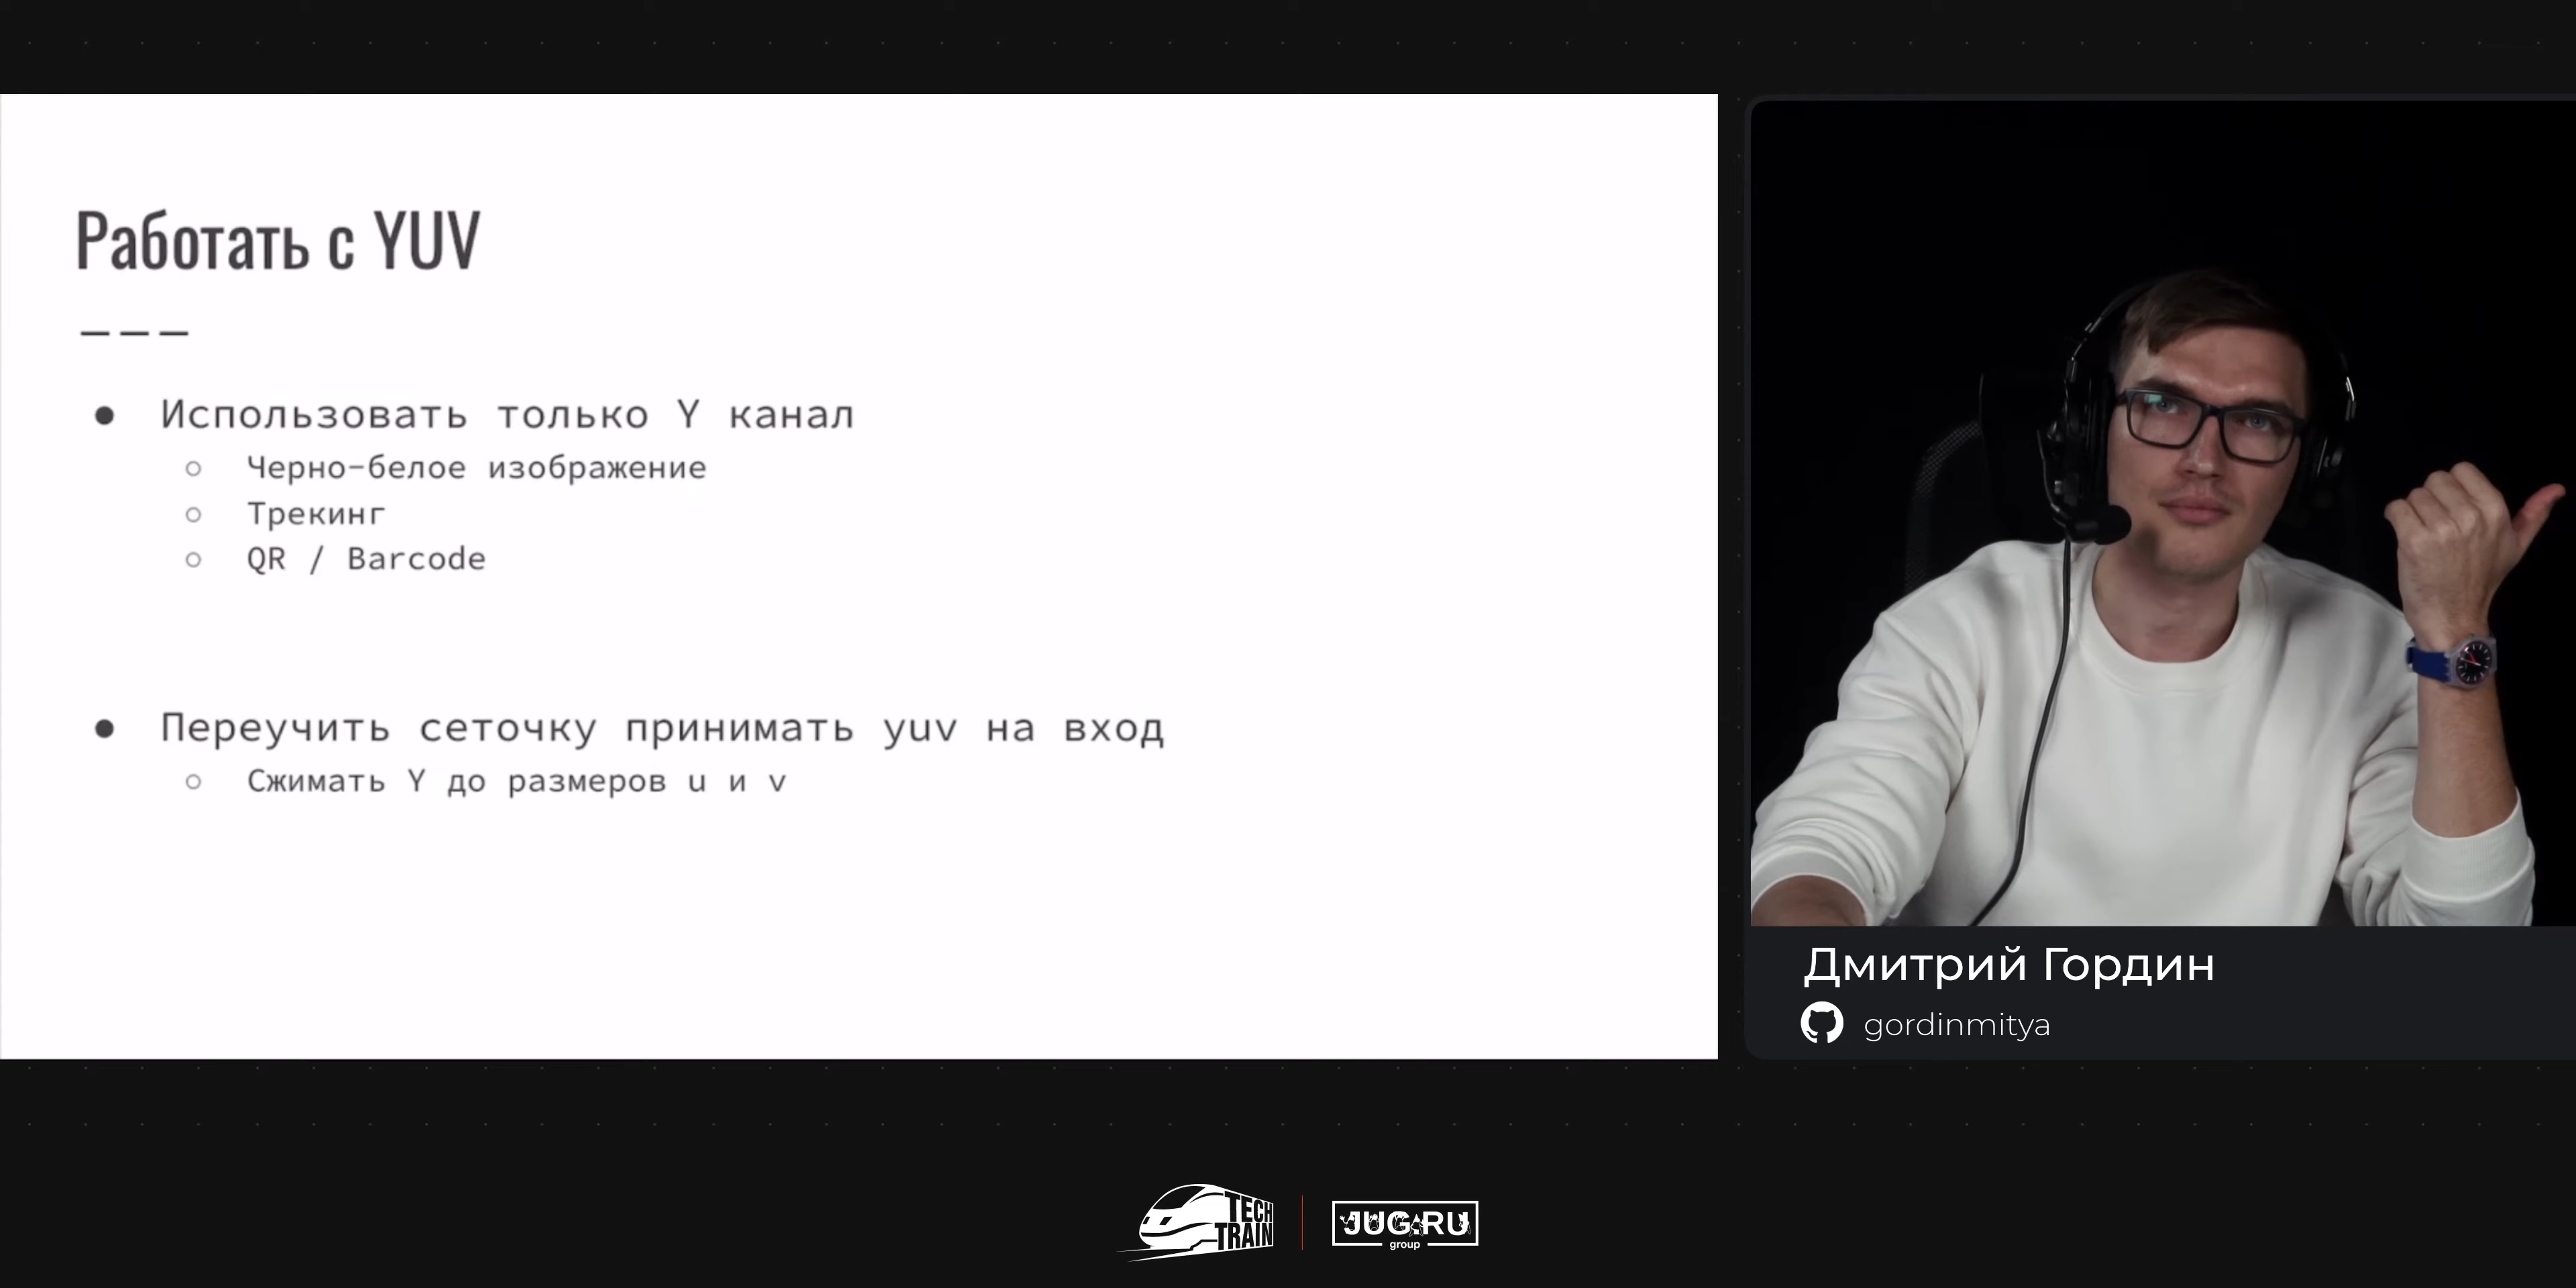 Работать с YUV
---
● Использовать только Y канал
○ Черно-белое изображение
○ Трекинг
○ QR / Barcode
● Переучить сеточку принимать yuv на вход
○ Сжимать Y до размеров u и v
Дмитрий Гордин
gordinmitya
TECH
TRAIN
JUG.RU
group